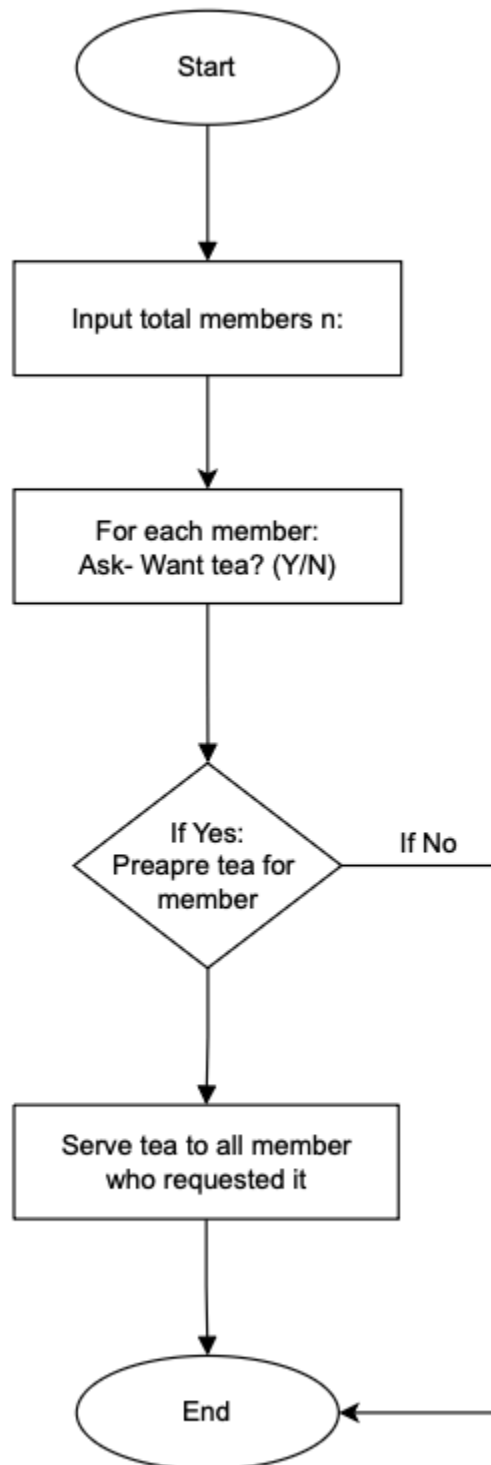 Start
Input total members n:
For each member:
Ask- Want tea? (Y/N)
If Yes:
Preapre tea for
member
If No
Serve tea to all member
who requested it
End